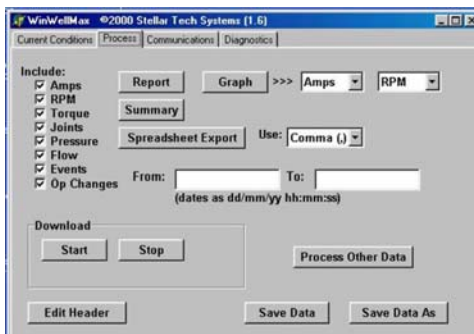 WinWellMax ©2000 Stellar Tech Systems (1.6)
Current Conditions Process Communications Diagnostics
Include:
Amps
RPM
Torque
Joints
Pressure
Flow
Events
Op Changes
Report Graph >>> Amps RPM
Summary
Spreadsheet Export Use: Comma (,)
From: To:
(dates as dd/mm/yy hh:mm:ss)
Download
Start Stop
Process Other Data
Edit Header Save Data Save Data As